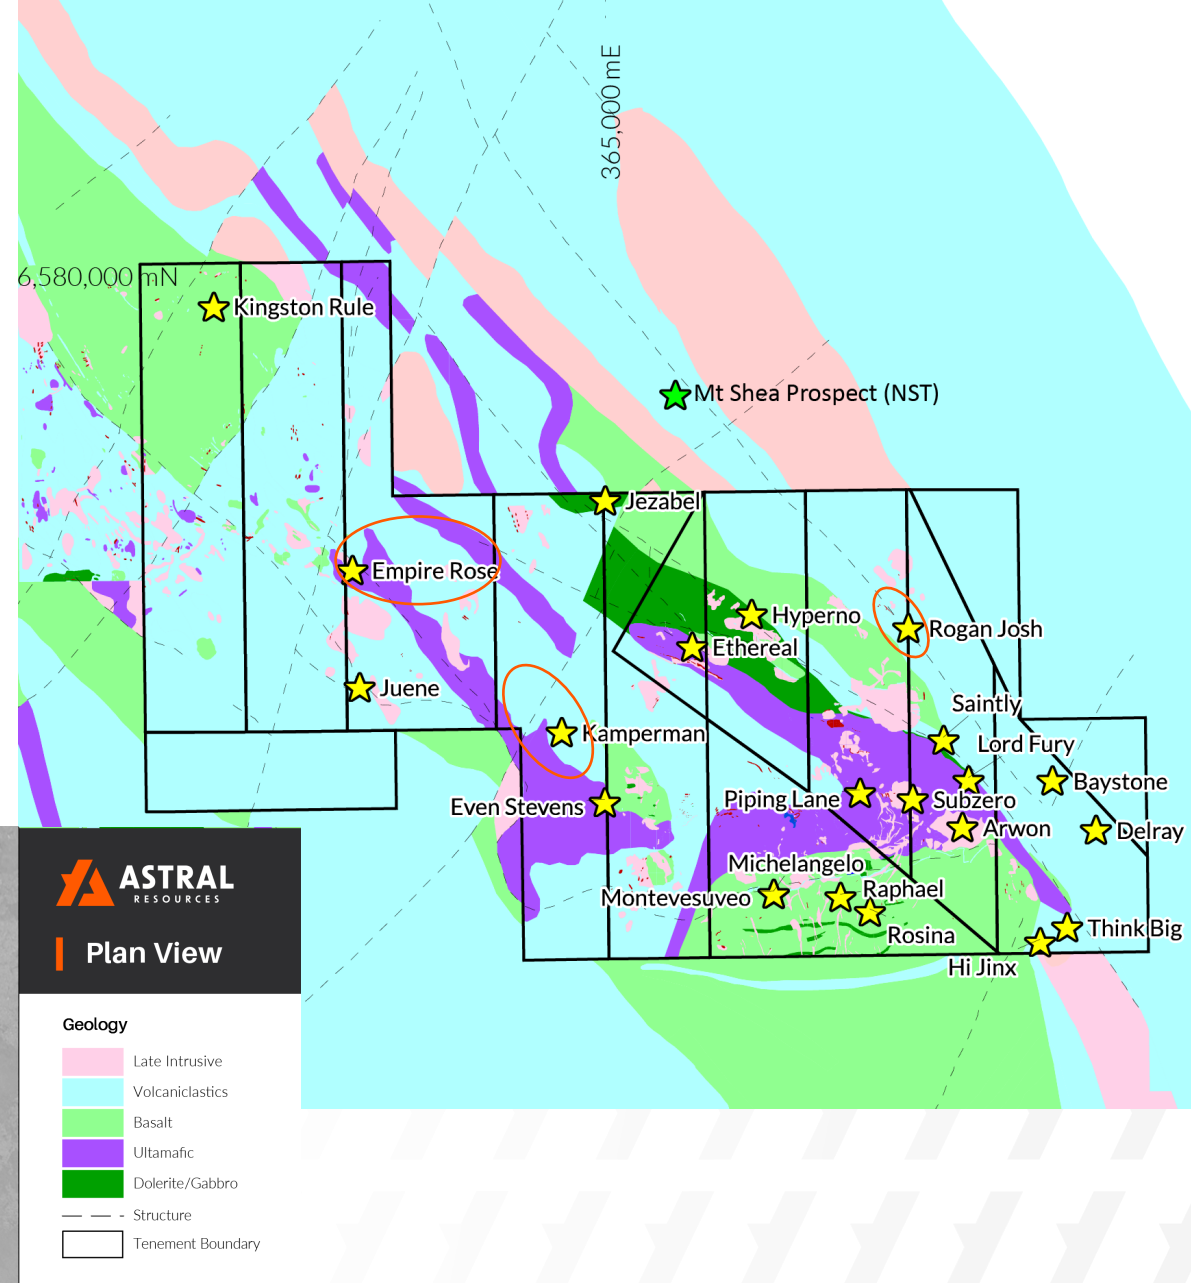 365,000 mE
6,580,000 mN
Kingston Rule
Mt Shea Prospect (NST)
Jezabel
Empire Rose
Hyperno
Rogan Josh
Ethereal
Juene
Saintly
Kamperman
Lord Fury
Baystone
Piping Lane
Subzero
Even Stevens
Arwon
Delray
Michelangelo
Raphael
Montevesuveo
Rosina
Think Big
Hi Jinx
ASTRAL
RESOURCES
Plan View
Geology
Late Intrusive
Volcaniclastics
Basalt
Ultamafic
Dolerite/Gabbro
Structure
Tenement Boundary